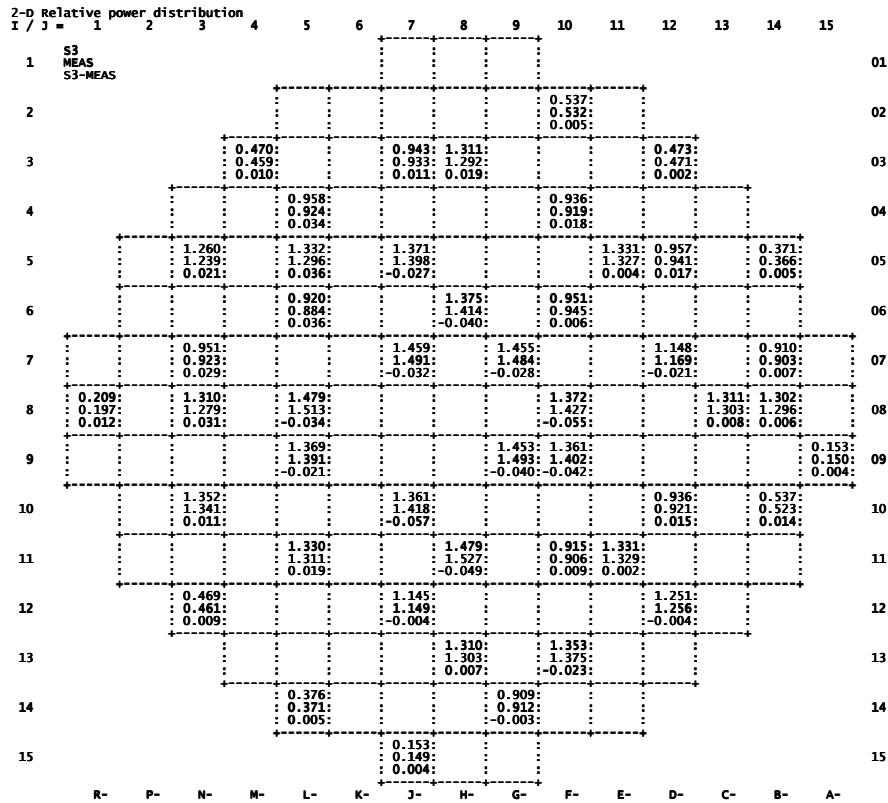 2-D Relative power distribution
I / J = 1 2 3 4 5 6 7 8 9 10 11 12 13 14 15
S3
1 MEAS 01
S3-MEAS
0.537:
2 0.532: 02
0.005:
: 0.470: : 0.943: 1.311: 0.473:
3 : 0.459: : 0.933: 1.292: 0.471: 03
: 0.010: : 0.011: 0.019: 0.002:
: 0.958: 0.936:
4 : 0.924: 0.919: 04
: 0.034: 0.018:
: 1.260: : 1.332: : 1.371: : 1.331: 0.957: : 0.371:
5 : 1.239: : 1.296: : 1.398: : 1.327: 0.941: : 0.366: 05
: 0.021: : 0.036: :-0.027: : 0.004: 0.017: : 0.005:
: 0.920: : 1.375: : 0.951:
6 : 0.884: : 1.414: : 0.945: 06
: 0.036: :-0.040: : 0.006:
: 0.951: : 1.459: : 1.455: : 1.148: : 0.910:
7 : 0.923: : 1.491: : 1.484: : 1.169: : 0.903: 07
: 0.029: :-0.032: :-0.028: :-0.021: : 0.007:
: 0.209: : 1.310: : 1.479: : 1.372: : 1.311: 1.302:
8 : 0.197: : 1.279: : 1.513: : 1.427: : 1.303: 1.296: 08
: 0.012: : 0.031: :-0.034: :-0.055: : 0.008: 0.006:
: 1.369: : 1.453: 1.361: : 0.153:
9 : 1.391: : 1.493: 1.402: : 0.150: 09
:-0.021: :-0.040:-0.042: : 0.004:
: 1.352: : 1.361: : 0.936: : 0.537:
10 : 1.341: : 1.418: : 0.921: : 0.523: 10
: 0.011: :-0.057: : 0.015: : 0.014:
: 1.330: : 1.479: : 0.915: 1.331:
11 : 1.311: : 1.527: : 0.906: 1.329: 11
: 0.019: :-0.049: : 0.009: 0.002:
: 0.469: : 1.145: : 1.251:
12 : 0.461: : 1.149: : 1.256: 12
: 0.009: :-0.004: :-0.004:
: 1.310: : 1.353:
13 : 1.303: : 1.375: 13
: 0.007: :-0.023:
: 0.376: : 0.909:
14 : 0.371: : 0.912: 14
: 0.005: :-0.003:
: 0.153:
15 : 0.149: 15
: 0.004:
R- P- N- M- L- K- J- H- G- F- E- D- C- B- A-